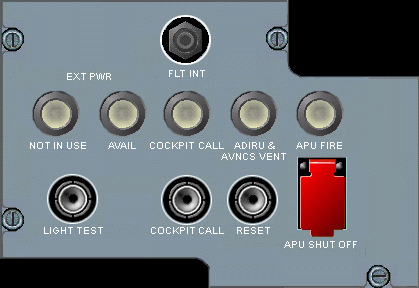 FLT INT
EXT PWR
NOT IN USE
AVAIL
COCKPIT CALL
ADIRU &
AVNCS VENT
APU FIRE
LIGHT TEST
COCKPIT CALL
RESET
APU SHUT OFF